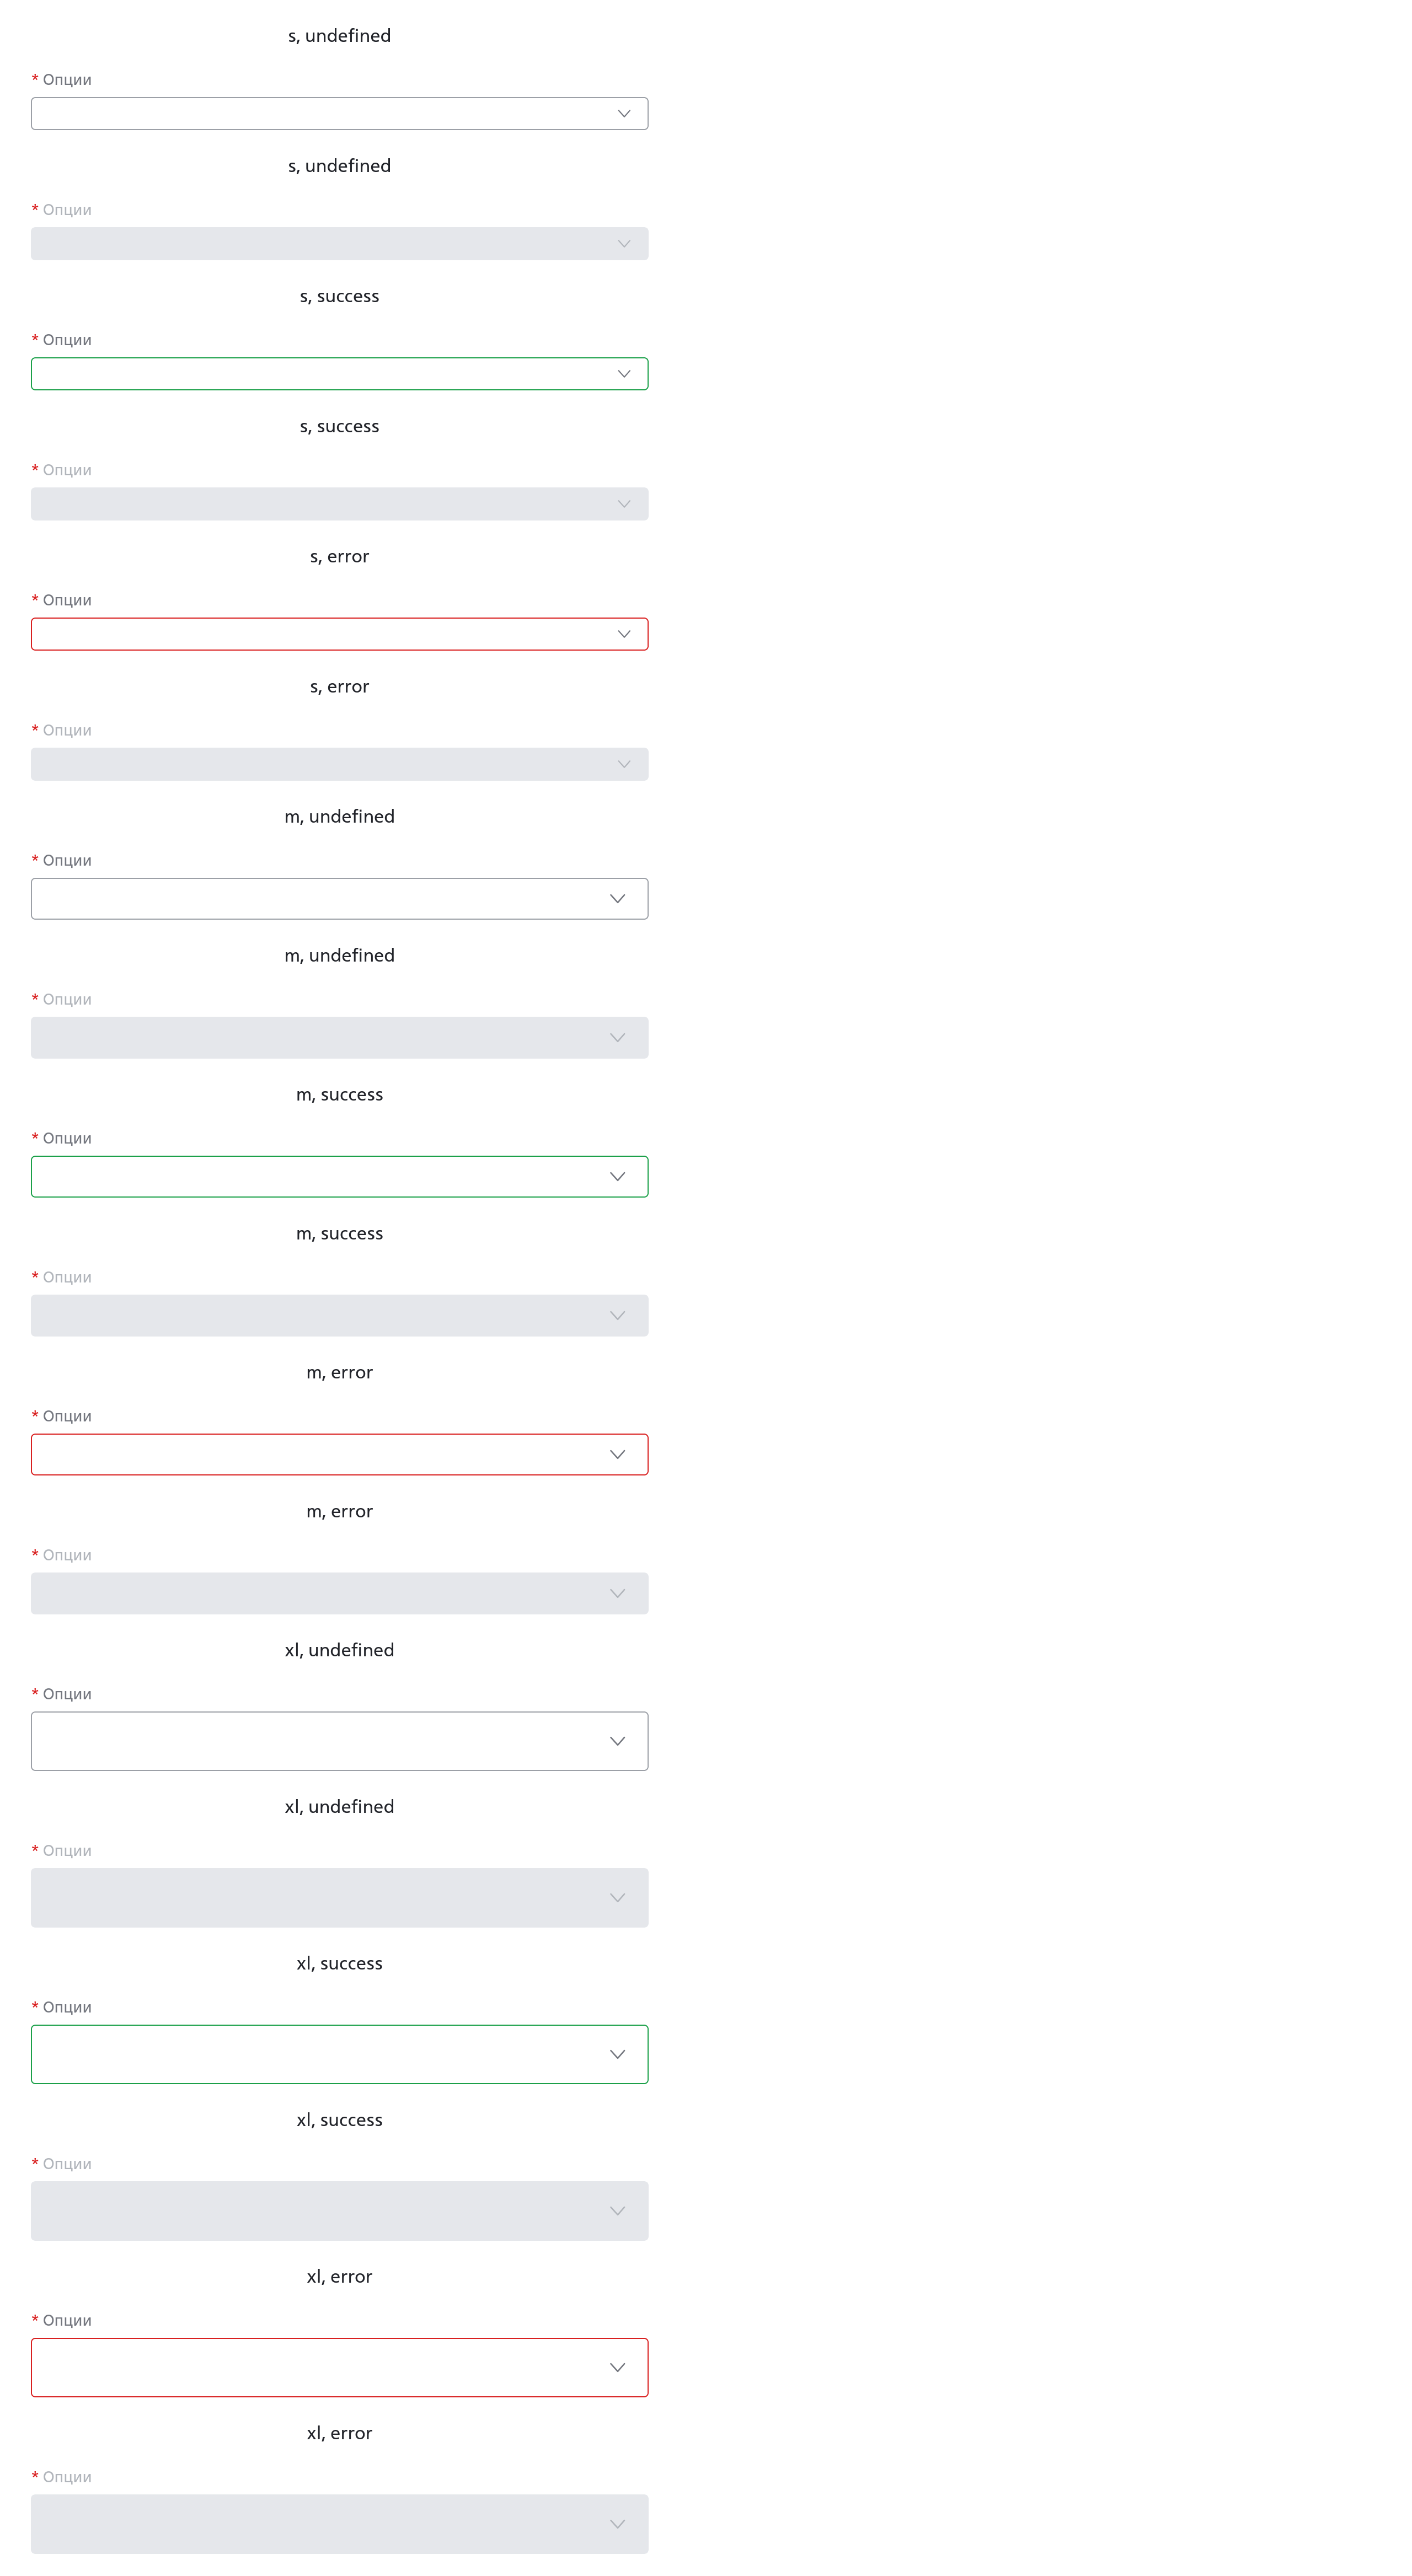 s, undefined
* Опции
s, undefined
* Опции
s, success
* Опции
s, success
* Опции
s, error
* Опции
s, error
* Опции
m, undefined
* Опции
m, undefined
* Опции
m, success
* Опции
m, success
* Опции
m, error
* Опции
m, error
* Опции
xl, undefined
* Опции
xl, undefined
* Опции
xl, success
* Опции
xl, success
* Опции
xl, error
* Опции
xl, error
* Опции